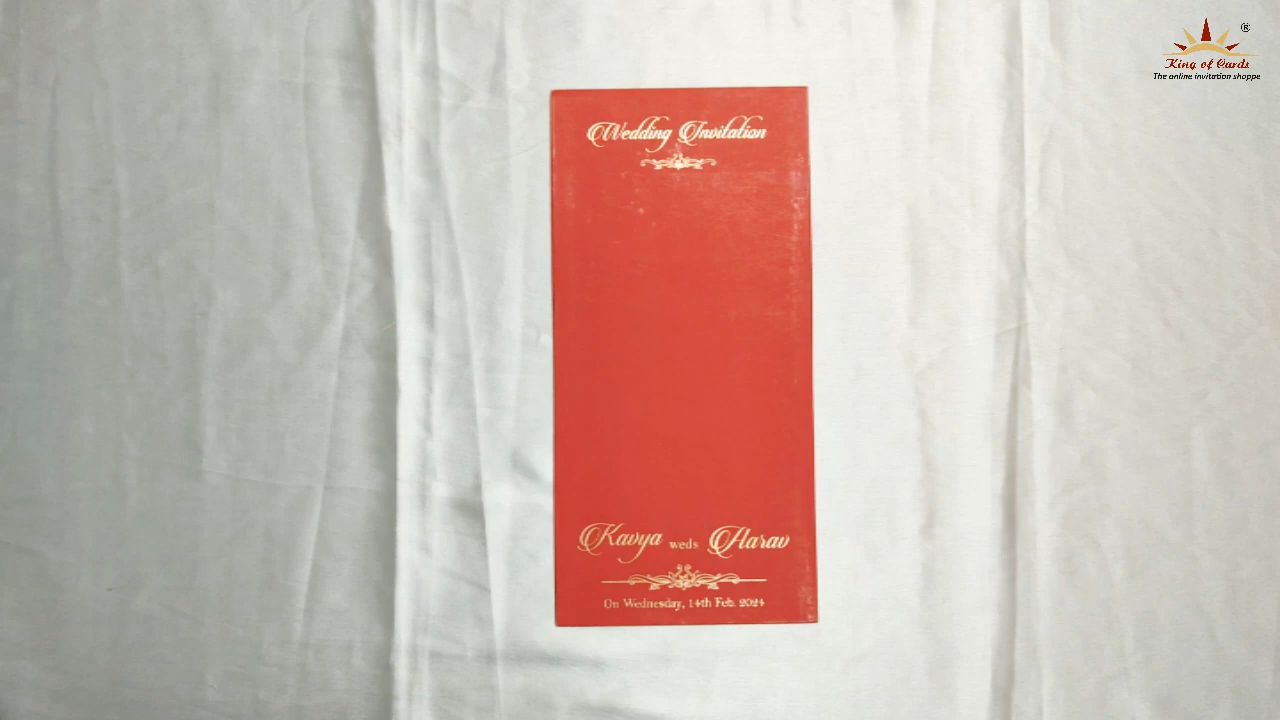 ®
King of Cards
The online invitation shoppe
Wedding Invitation
Kavya weds Aarav
On Wednesday, 14th Feb. 2024